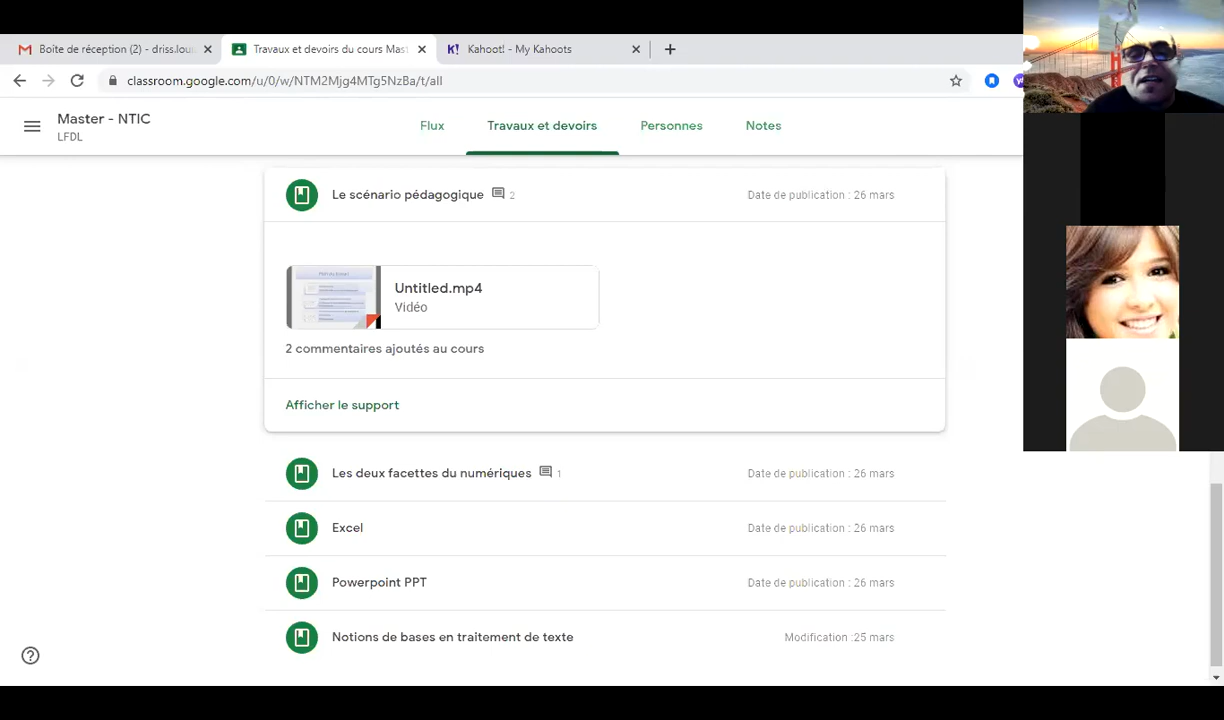 Boite de réception (2) - driss.lou
Travaux et devoirs du cours Mast
Kahoot! - My Kahoots
classroom.google.com/u/0/w/NTM2Mjg4MTg5NzBa/t/all
Master - NTIC
LFDL
Flux
Travaux et devoirs
Personnes
Notes
Le scénario pédagogique 2
Date de publication : 26 mars
Untitled.mp4
Vidéo
2 commentaires ajoutés au cours
Afficher le support
Les deux facettes du numériques 1
Date de publication : 26 mars
Excel
Date de publication : 26 mars
Powerpoint PPT
Date de publication : 26 mars
Notions de bases en traitement de texte
Modification :25 mars